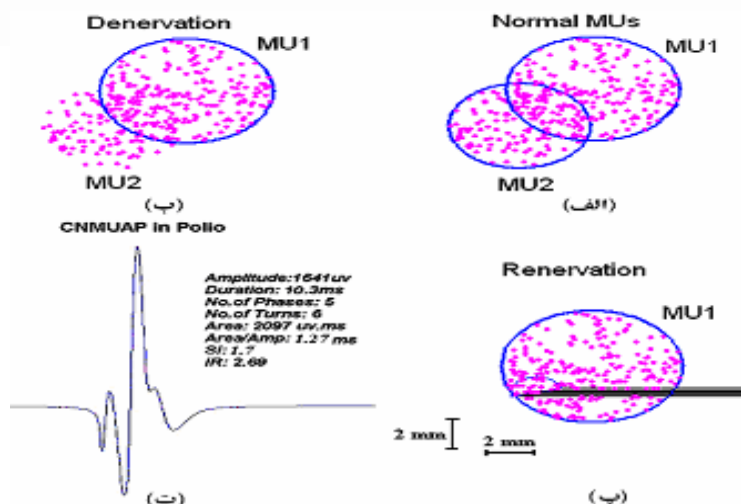 Denervation
MU1
MU2
(ب)
Normal MUs
MU1
MU2
(الف)
CNMUAP in Polio
Amplitude:1641uv
Duration: 10.3ms
No.of Phases: 5
No.of Turns: 6
Area: 2097 uv.ms
Area/Amp: 1.27 ms
SI: 1.7
IR: 2.69
(ت)
Renervation
MU1
2 mm
2 mm
(پ)